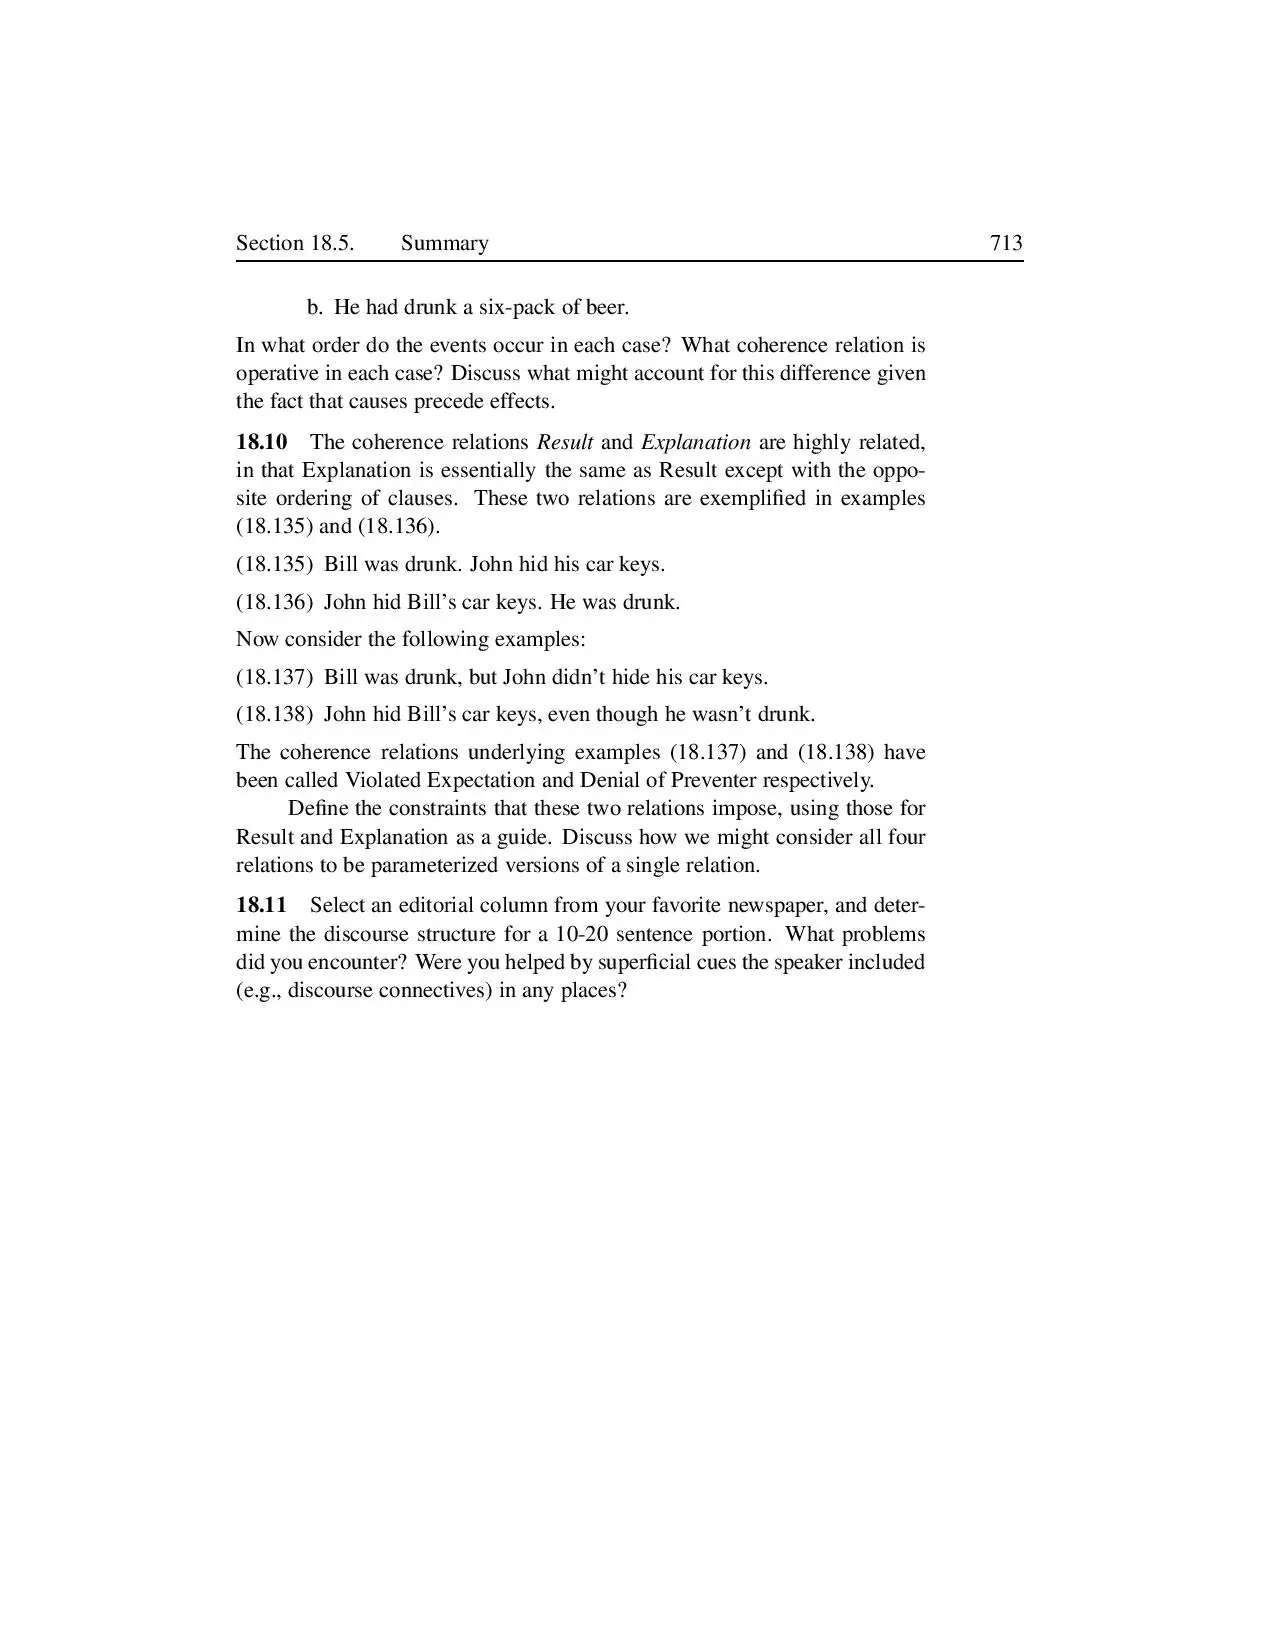 Section 18.5. Summary 713
b. He had drunk a six-pack of beer.
In what order do the events occur in each case? What coherence relation is
operative in each case? Discuss what might account for this difference given
the fact that causes precede effects.
18.10 The coherence relations Result and Explanation are highly related,
in that Explanation is essentially the same as Result except with the oppo-
site ordering of clauses. These two relations are exemplified in examples
(18.135) and (18.136).
(18.135) Bill was drunk. John hid his car keys.
(18.136) John hid Bill's car keys. He was drunk.
Now consider the following examples:
(18.137) Bill was drunk, but John didn't hide his car keys.
(18.138) John hid Bill's car keys, even though he wasn't drunk.
The coherence relations underlying examples (18.137) and (18.138) have
been called Violated Expectation and Denial of Preventer respectively.
Define the constraints that these two relations impose, using those for
Result and Explanation as a guide. Discuss how we might consider all four
relations to be parameterized versions of a single relation.
18.11 Select an editorial column from your favorite newspaper, and deter-
mine the discourse structure for a 10-20 sentence portion. What problems
did you encounter? Were you helped by superficial cues the speaker included
(e.g., discourse connectives) in any places?